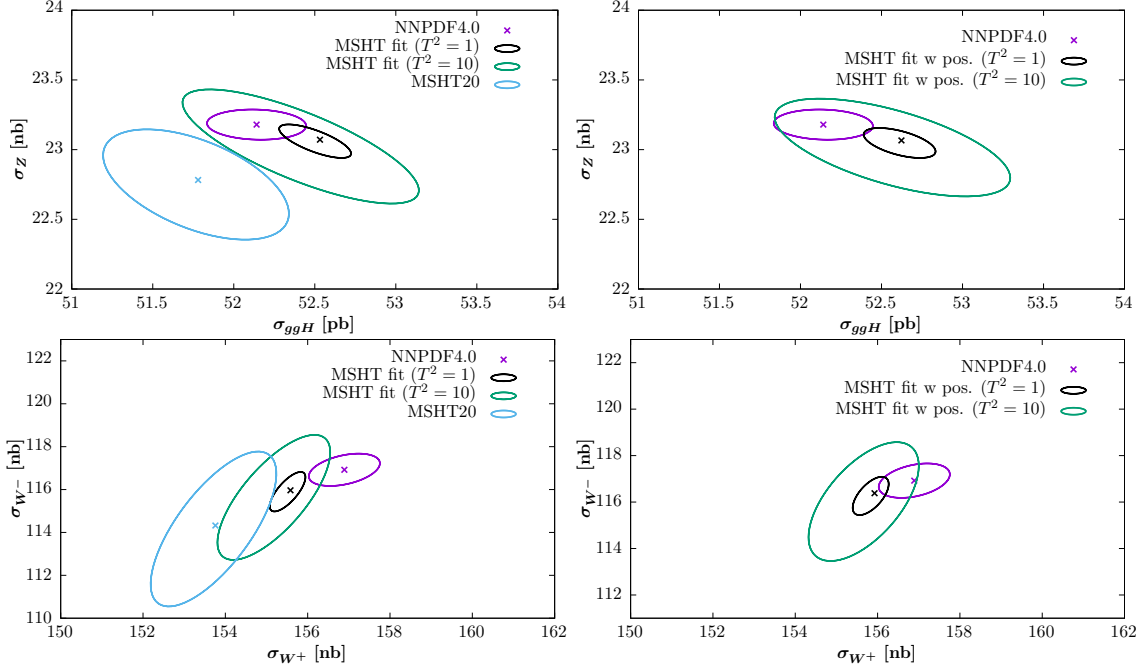 24
23.5
23
22.5
22
σ_Z [nb]
51
51.5
52
52.5
53
53.5
54
σ_ggH [pb]
NNPDF4.0
MSHT fit (T² = 1)
MSHT fit (T² = 10)
MSHT20
24
23.5
23
22.5
22
σ_Z [nb]
51
51.5
52
52.5
53
53.5
54
σ_ggH [pb]
NNPDF4.0
MSHT fit w pos. (T² = 1)
MSHT fit w pos. (T² = 10)
122
120
118
116
114
112
110
σ_W⁻ [nb]
150
152
154
156
158
160
162
σ_W⁺ [nb]
NNPDF4.0
MSHT fit (T² = 1)
MSHT fit (T² = 10)
MSHT20
122
120
118
116
114
112
σ_W⁻ [nb]
150
152
154
156
158
160
162
σ_W⁺ [nb]
NNPDF4.0
MSHT fit w pos. (T² = 1)
MSHT fit w pos. (T² = 10)